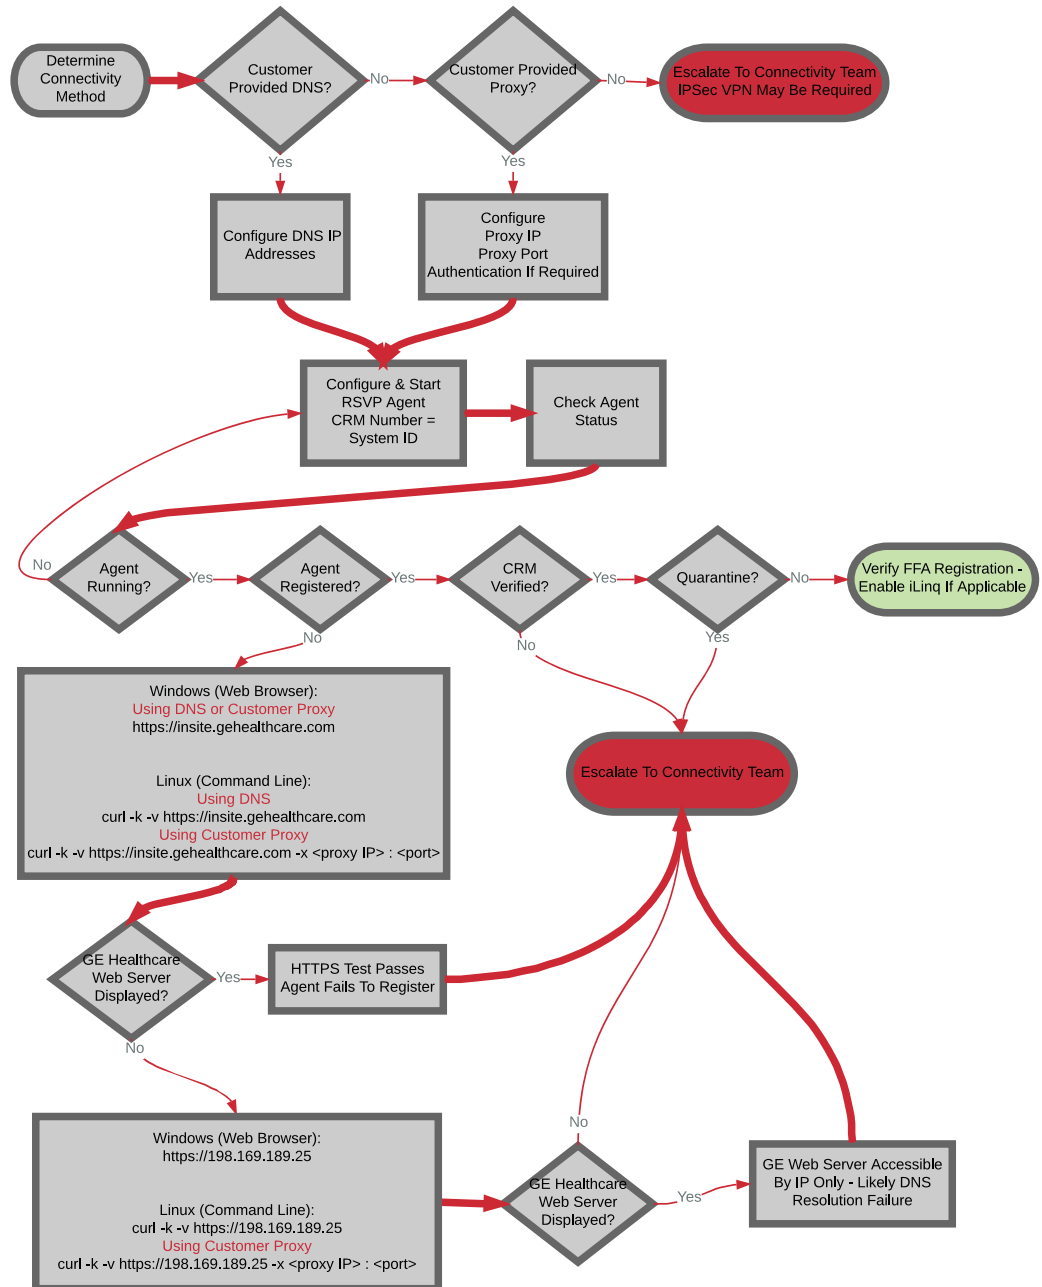 Determine
Connectivity
Method
Customer
Provided DNS?
No
Customer Provided
Proxy?
No
Escalate To Connectivity Team
IPSec VPN May Be Required
Yes
Yes
Configure DNS IP
Addresses
Configure
Proxy IP
Proxy Port
Authentication If Required
Configure & Start
RSVP Agent
CRM Number =
System ID
Check Agent
Status
No
Agent
Running?
Yes
Agent
Registered?
Yes
CRM
Verified?
Yes
Quarantine?
No
Verify FFA Registration -
Enable iLinq If Applicable
No
No
Yes
Windows (Web Browser):
Using DNS or Customer Proxy
https://insite.gehealthcare.com
Linux (Command Line):
Using DNS
curl -k -v https://insite.gehealthcare.com
Using Customer Proxy
curl -k -v https://insite.gehealthcare.com -x <proxy IP> : <port>
Escalate To Connectivity Team
GE Healthcare
Web Server
Displayed?
Yes
HTTPS Test Passes
Agent Fails To Register
No
Windows (Web Browser):
https://198.169.189.25
Linux (Command Line):
curl -k -v https://198.169.189.25
Using Customer Proxy
curl -k -v https://198.169.189.25 -x <proxy IP> : <port>
No
GE Healthcare
Web Server
Displayed?
Yes
GE Web Server Accessible
By IP Only - Likely DNS
Resolution Failure